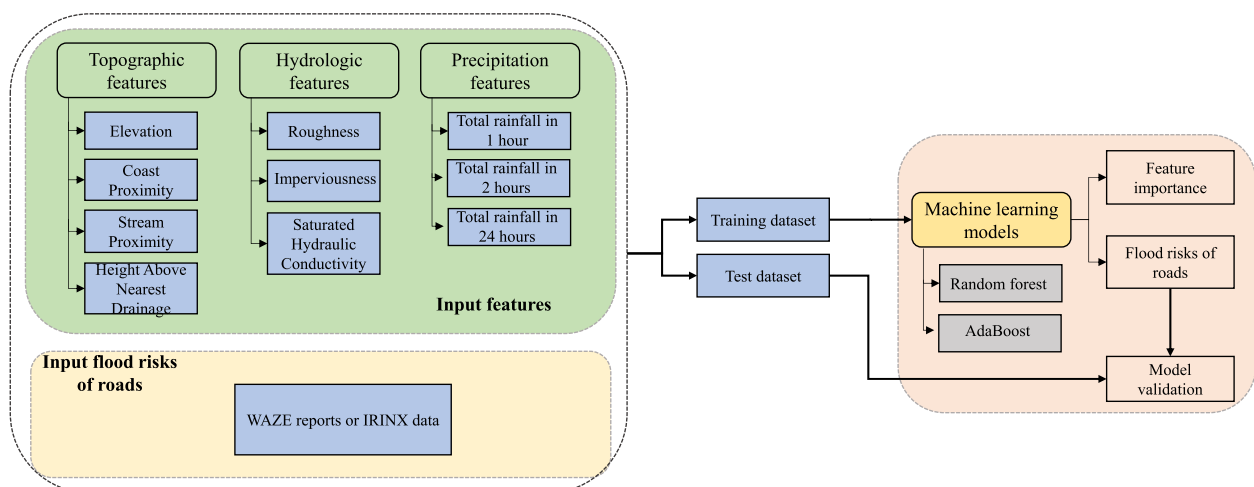 Topographic
features
Elevation
Coast
Proximity
Stream
Proximity
Height Above
Nearest
Drainage
Hydrologic
features
Roughness
Imperviousness
Saturated
Hydraulic
Conductivity
Precipitation
features
Total rainfall in
1 hour
Total rainfall in
2 hours
Total rainfall in
24 hours
Input features
Input flood risks
of roads
WAZE reports or IRINX data
Training dataset
Test dataset
Machine learning
models
Random forest
AdaBoost
Feature
importance
Flood risks of
roads
Model
validation